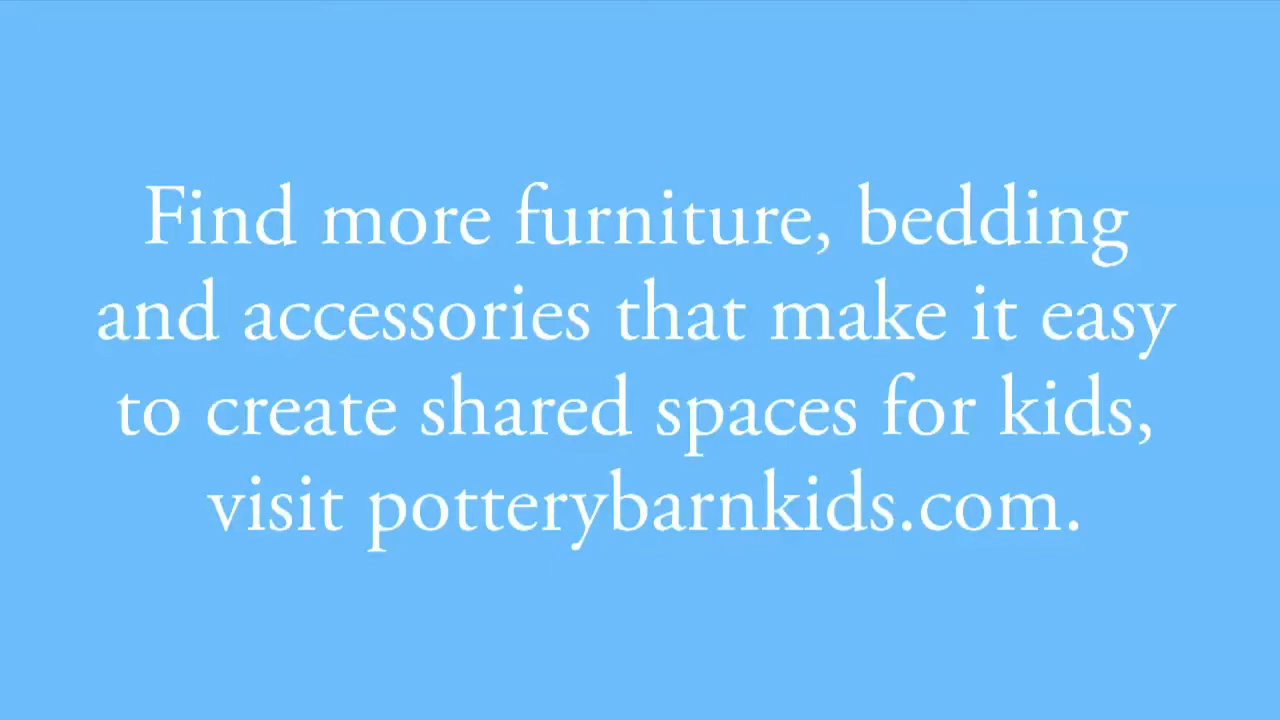 Find more furniture, bedding
and accessories that make it easy
to create shared spaces for kids,
visit potterybarnkids.com.